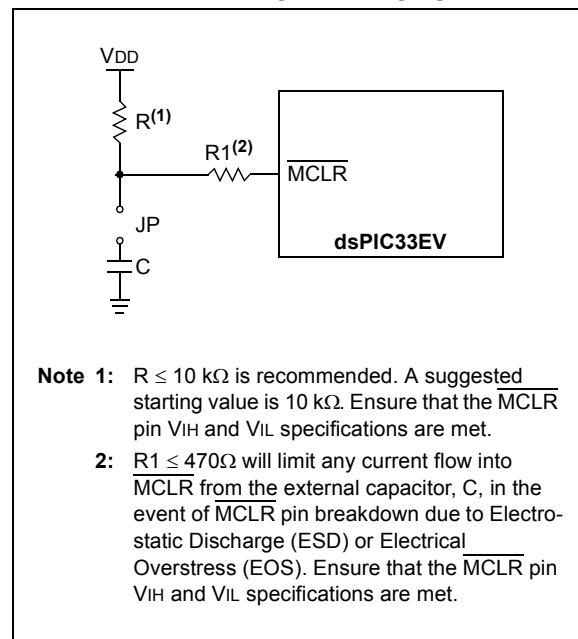 VDD
R(1)
R1(2)
MCLR
JP
dsPIC33EV
C
Note 1: R ≤ 10 kΩ is recommended. A suggested
starting value is 10 kΩ. Ensure that the MCLR
pin VIH and VIL specifications are met.
2: R1 ≤ 470Ω will limit any current flow into
MCLR from the external capacitor, C, in the
event of MCLR pin breakdown due to Electro-
static Discharge (ESD) or Electrical
Overstress (EOS). Ensure that the MCLR pin
VIH and VIL specifications are met.